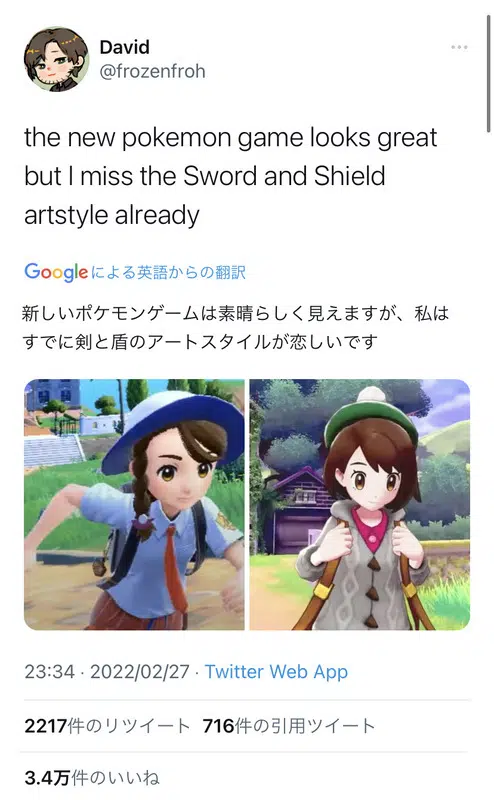 David
@frozenfroh
the new pokemon game looks great
but I miss the Sword and Shield
artstyle already
Googleによる英語からの翻訳
新しいポケモンゲームは素晴らしく見えますが、私は
すでに剣と盾のアートスタイルが恋しいです
23:34 · 2022/02/27 · Twitter Web App
2217件のリツイート 716件の引用ツイート
3.4万件のいいね